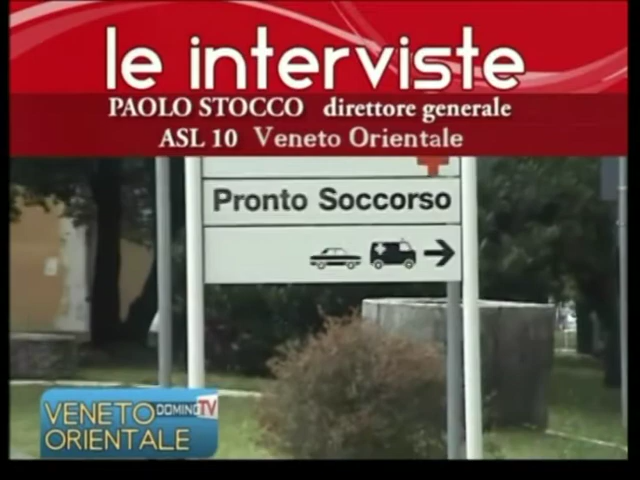 le interviste
PAOLO STOCCO direttore generale
ASL 10 Veneto Orientale
Pronto Soccorso
VENETO DOMINO TV
ORIENTALE